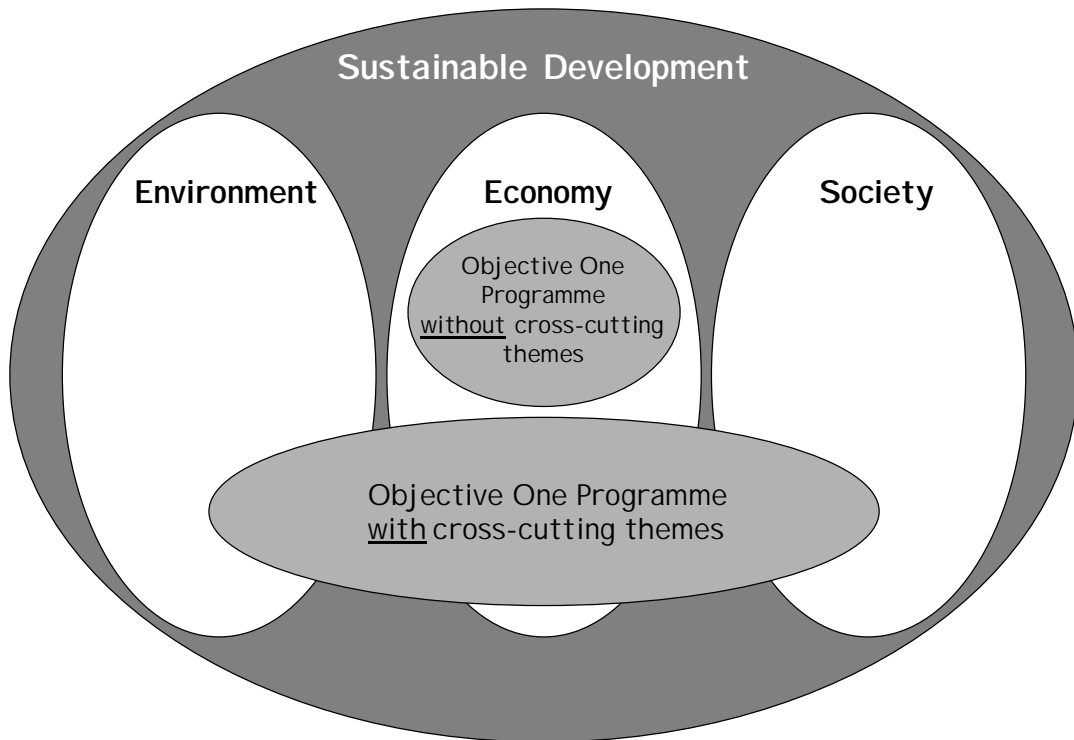 Sustainable Development
Environment
Economy
Society
Objective One
Programme
without cross-cutting
themes
Objective One Programme
with cross-cutting themes